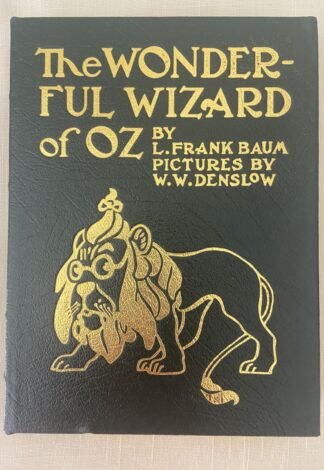 The WONDER-
FUL WIZARD
of OZ BY
L. FRANK BAUM
PICTURES BY
W. W. DENSLOW